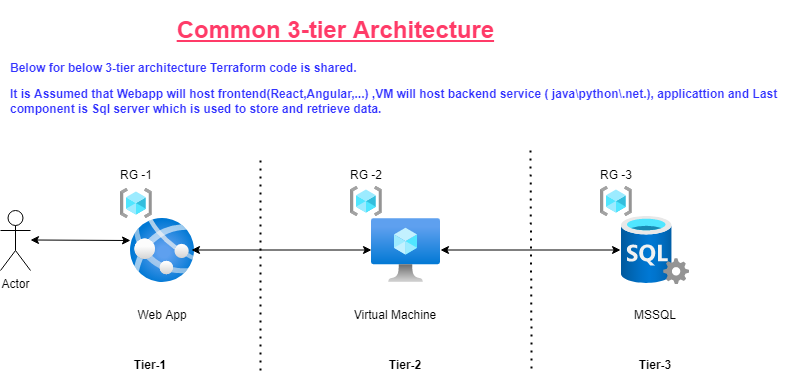 Common 3-tier Architecture
Below for below 3-tier architecture Terraform code is shared.
It is Assumed that Webapp will host frontend(React,Angular,...) ,VM will host backend service ( java\python\.net.), applicattion and Last
component is Sql server which is used to store and retrieve data.
RG -1
RG -2
RG -3
SQL
Actor
Web App
Virtual Machine
MSSQL
Tier-1
Tier-2
Tier-3